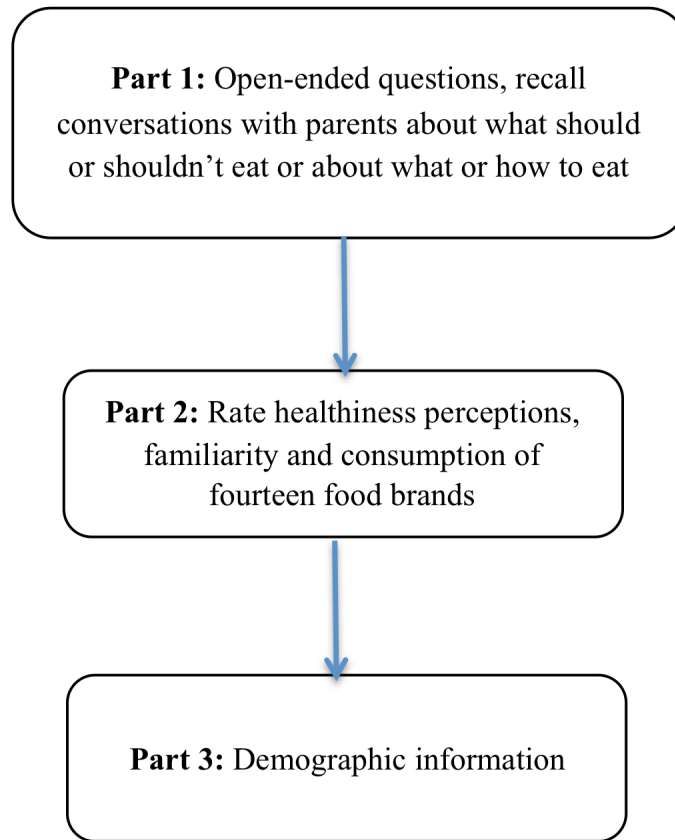 Part 1: Open-ended questions, recall
conversations with parents about what should
or shouldn’t eat or about what or how to eat
Part 2: Rate healthiness perceptions,
familiarity and consumption of
fourteen food brands
Part 3: Demographic information